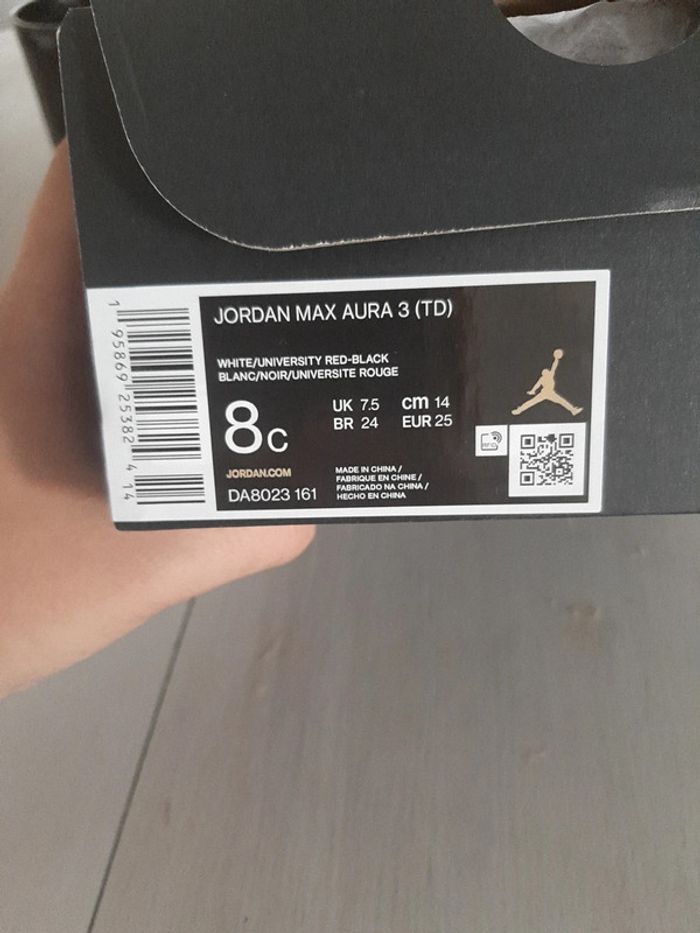 JORDAN MAX AURA 3 (TD)
WHITE/UNIVERSITY RED-BLACK
BLANC/NOIR/UNIVERSITE ROUGE
8C
UK 7.5 cm 14
BR 24 EUR 25
JORDAN.COM
DA8023 161
MADE IN CHINA /
FABRIQUE EN CHINE /
FABRICADO NA CHINA /
HECHO EN CHINA
RFID
1 95869 25382 4 14